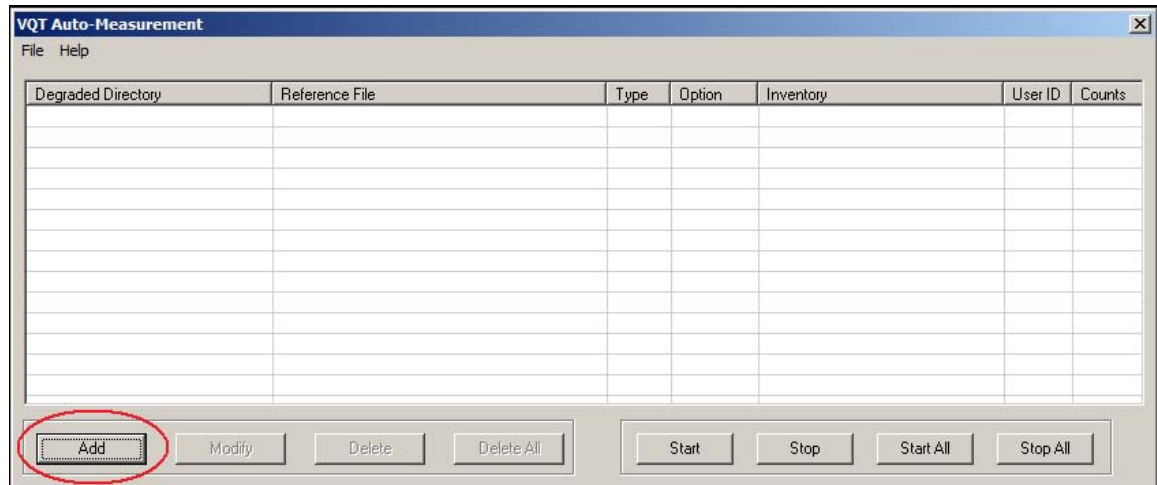 VQT Auto-Measurement
File Help
Degraded Directory Reference File Type Option Inventory User ID Counts
Add Modify Delete Delete All Start Stop Start All Stop All